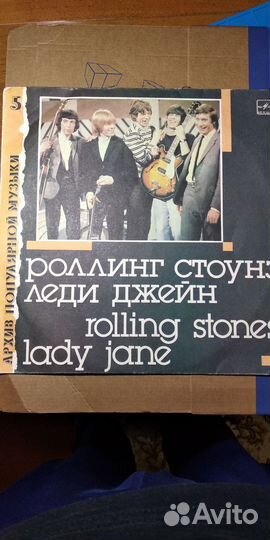 5
АРХИВ ПОПУЛЯРНОЙ МУЗЫКИ
роллинг стоунз
леди джейн
rolling stones
lady jane
Avito